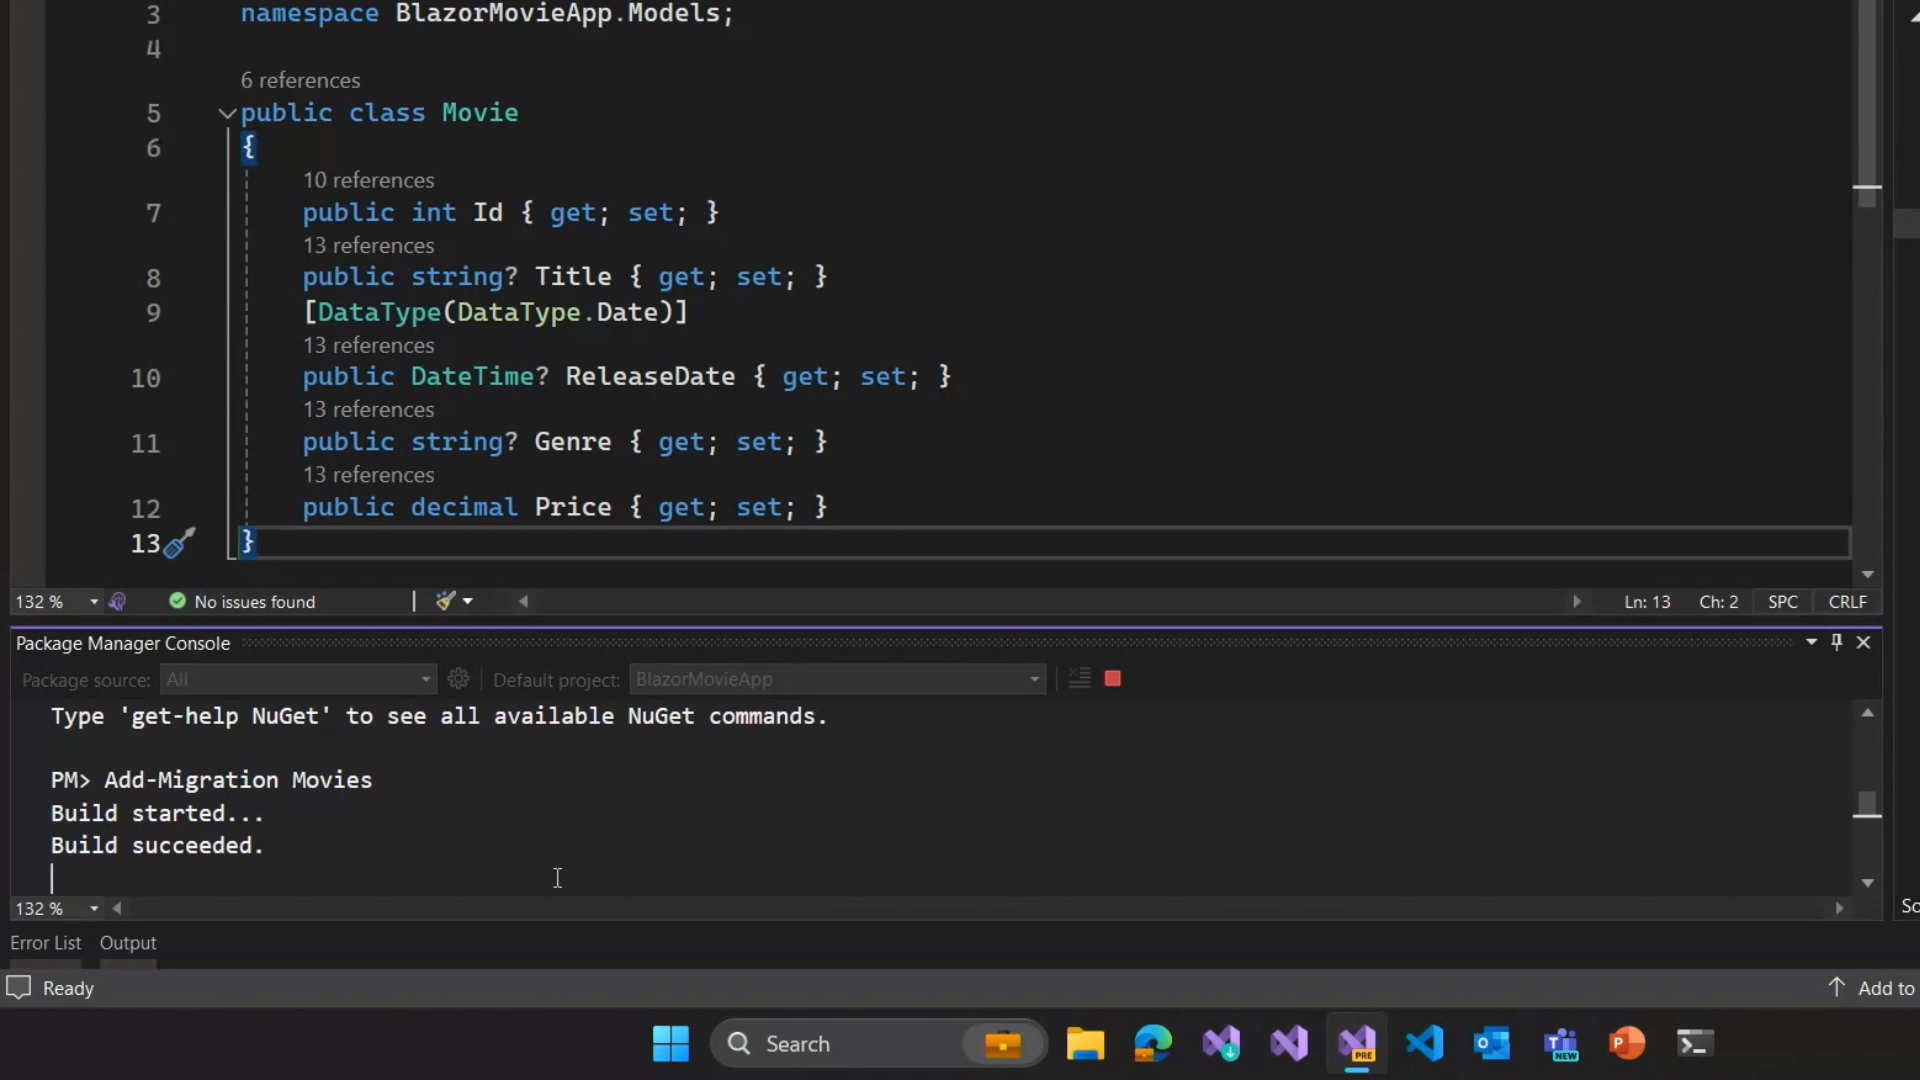 3 namespace BlazorMovieApp.Models;
4
6 references
5 public class Movie
6 {
10 references
7 public int Id { get; set; }
13 references
8 public string? Title { get; set; }
9 [DataType(DataType.Date)]
13 references
10 public DateTime? ReleaseDate { get; set; }
13 references
11 public string? Genre { get; set; }
13 references
12 public decimal Price { get; set; }
13 }
132 % No issues found Ln: 13 Ch: 2 SPC CRLF
Package Manager Console
Package source: All Default project: BlazorMovieApp
Type 'get-help NuGet' to see all available NuGet commands.
PM> Add-Migration Movies
Build started...
Build succeeded.
132 %
So
Error List Output
Ready Add to
Search
PRE
NEW